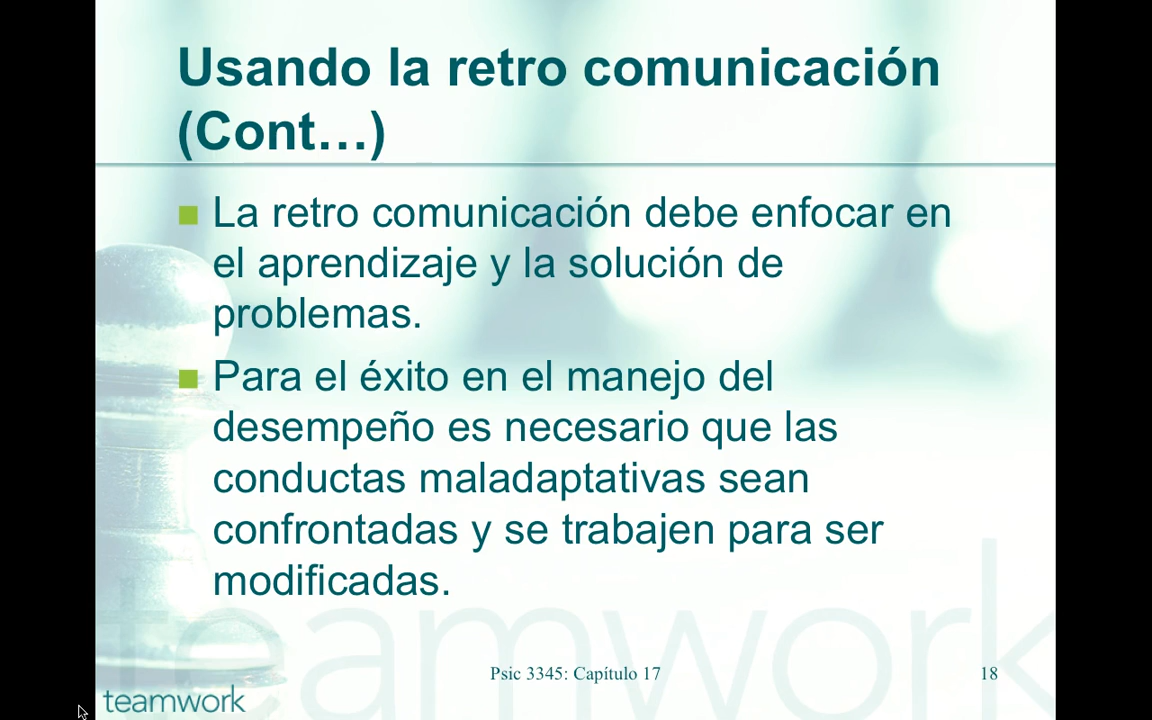 Usando la retro comunicación
(Cont…)
La retro comunicación debe enfocar en
el aprendizaje y la solución de
problemas.
Para el éxito en el manejo del
desempeño es necesario que las
conductas maladaptativas sean
confrontadas y se trabajen para ser
modificadas.
teamwork
Psic 3345: Capítulo 17
18
teamwork